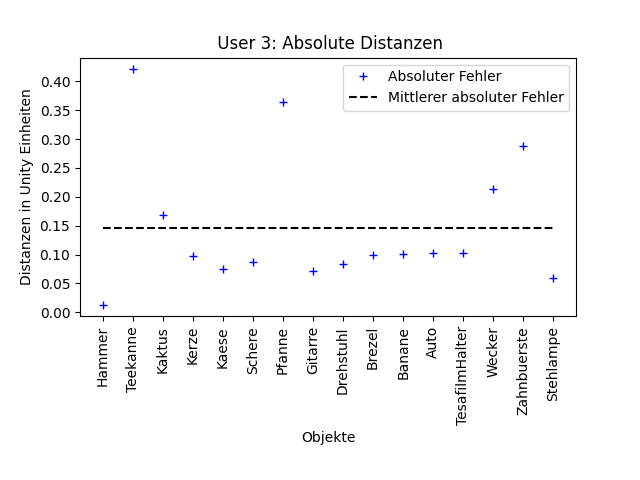 User 3: Absolute Distanzen
Absoluter Fehler
Mittlerer absoluter Fehler
Distanzen in Unity Einheiten
0.40
0.35
0.30
0.25
0.20
0.15
0.10
0.05
0.00
Hammer
Teekanne
Kaktus
Kerze
Kaese
Schere
Pfanne
Gitarre
Drehstuhl
Brezel
Banane
Auto
TesafilmHalter
Wecker
Zahnbuerste
Stehlampe
Objekte